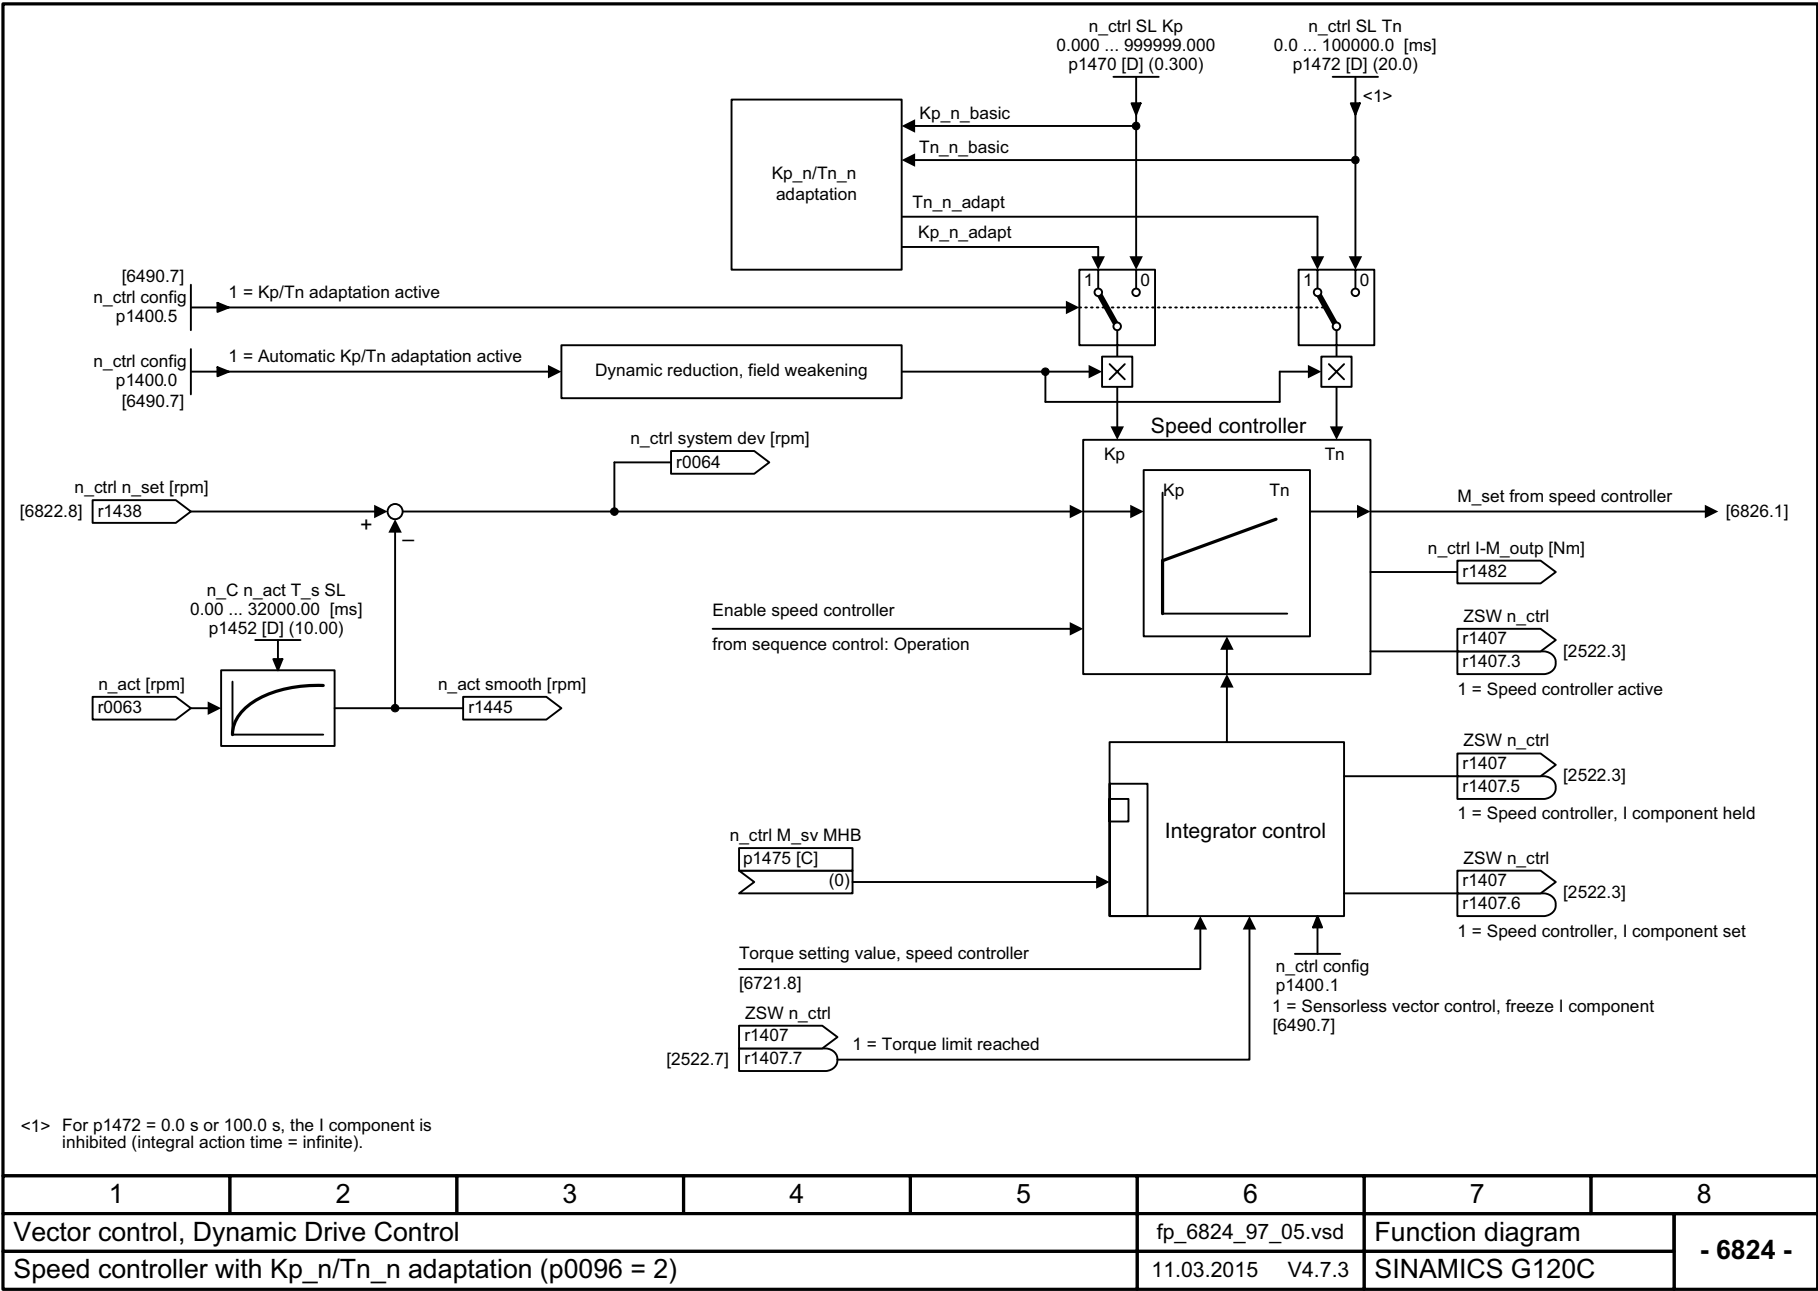 n_ctrl SL Kp
0.000 ... 999999.000
p1470 [D] (0.300)
n_ctrl SL Tn
0.0 ... 100000.0 [ms]
p1472 [D] (20.0)
<1>
Kp_n_basic
Tn_n_basic
Kp_n/Tn_n
adaptation
Tn_n_adapt
Kp_n_adapt
1
0
1
0
[6490.7]
n_ctrl config
p1400.5
1 = Kp/Tn adaptation active
n_ctrl config
p1400.0
[6490.7]
1 = Automatic Kp/Tn adaptation active
Dynamic reduction, field weakening
Speed controller
Kp
Tn
Kp
Tn
n_ctrl system dev [rpm]
r0064
n_ctrl n_set [rpm]
[6822.8]
r1438
+
–
M_set from speed controller
[6826.1]
n_ctrl I-M_outp [Nm]
r1482
n_C n_act T_s SL
0.00 ... 32000.00 [ms]
p1452 [D] (10.00)
Enable speed controller
from sequence control: Operation
ZSW n_ctrl
r1407
r1407.3
[2522.3]
1 = Speed controller active
n_act [rpm]
r0063
n_act smooth [rpm]
r1445
ZSW n_ctrl
r1407
r1407.5
[2522.3]
1 = Speed controller, I component held
Integrator control
n_ctrl M_sv MHB
p1475 [C]
(0)
ZSW n_ctrl
r1407
r1407.6
[2522.3]
1 = Speed controller, I component set
Torque setting value, speed controller
[6721.8]
n_ctrl config
p1400.1
1 = Sensorless vector control, freeze I component
[6490.7]
ZSW n_ctrl
r1407
[2522.7]
r1407.7
1 = Torque limit reached
<1> For p1472 = 0.0 s or 100.0 s, the I component is
inhibited (integral action time = infinite).
1 2 3 4 5 6 7 8
Vector control, Dynamic Drive Control
fp_6824_97_05.vsd
Function diagram
- 6824 -
Speed controller with Kp_n/Tn_n adaptation (p0096 = 2)
11.03.2015 V4.7.3
SINAMICS G120C